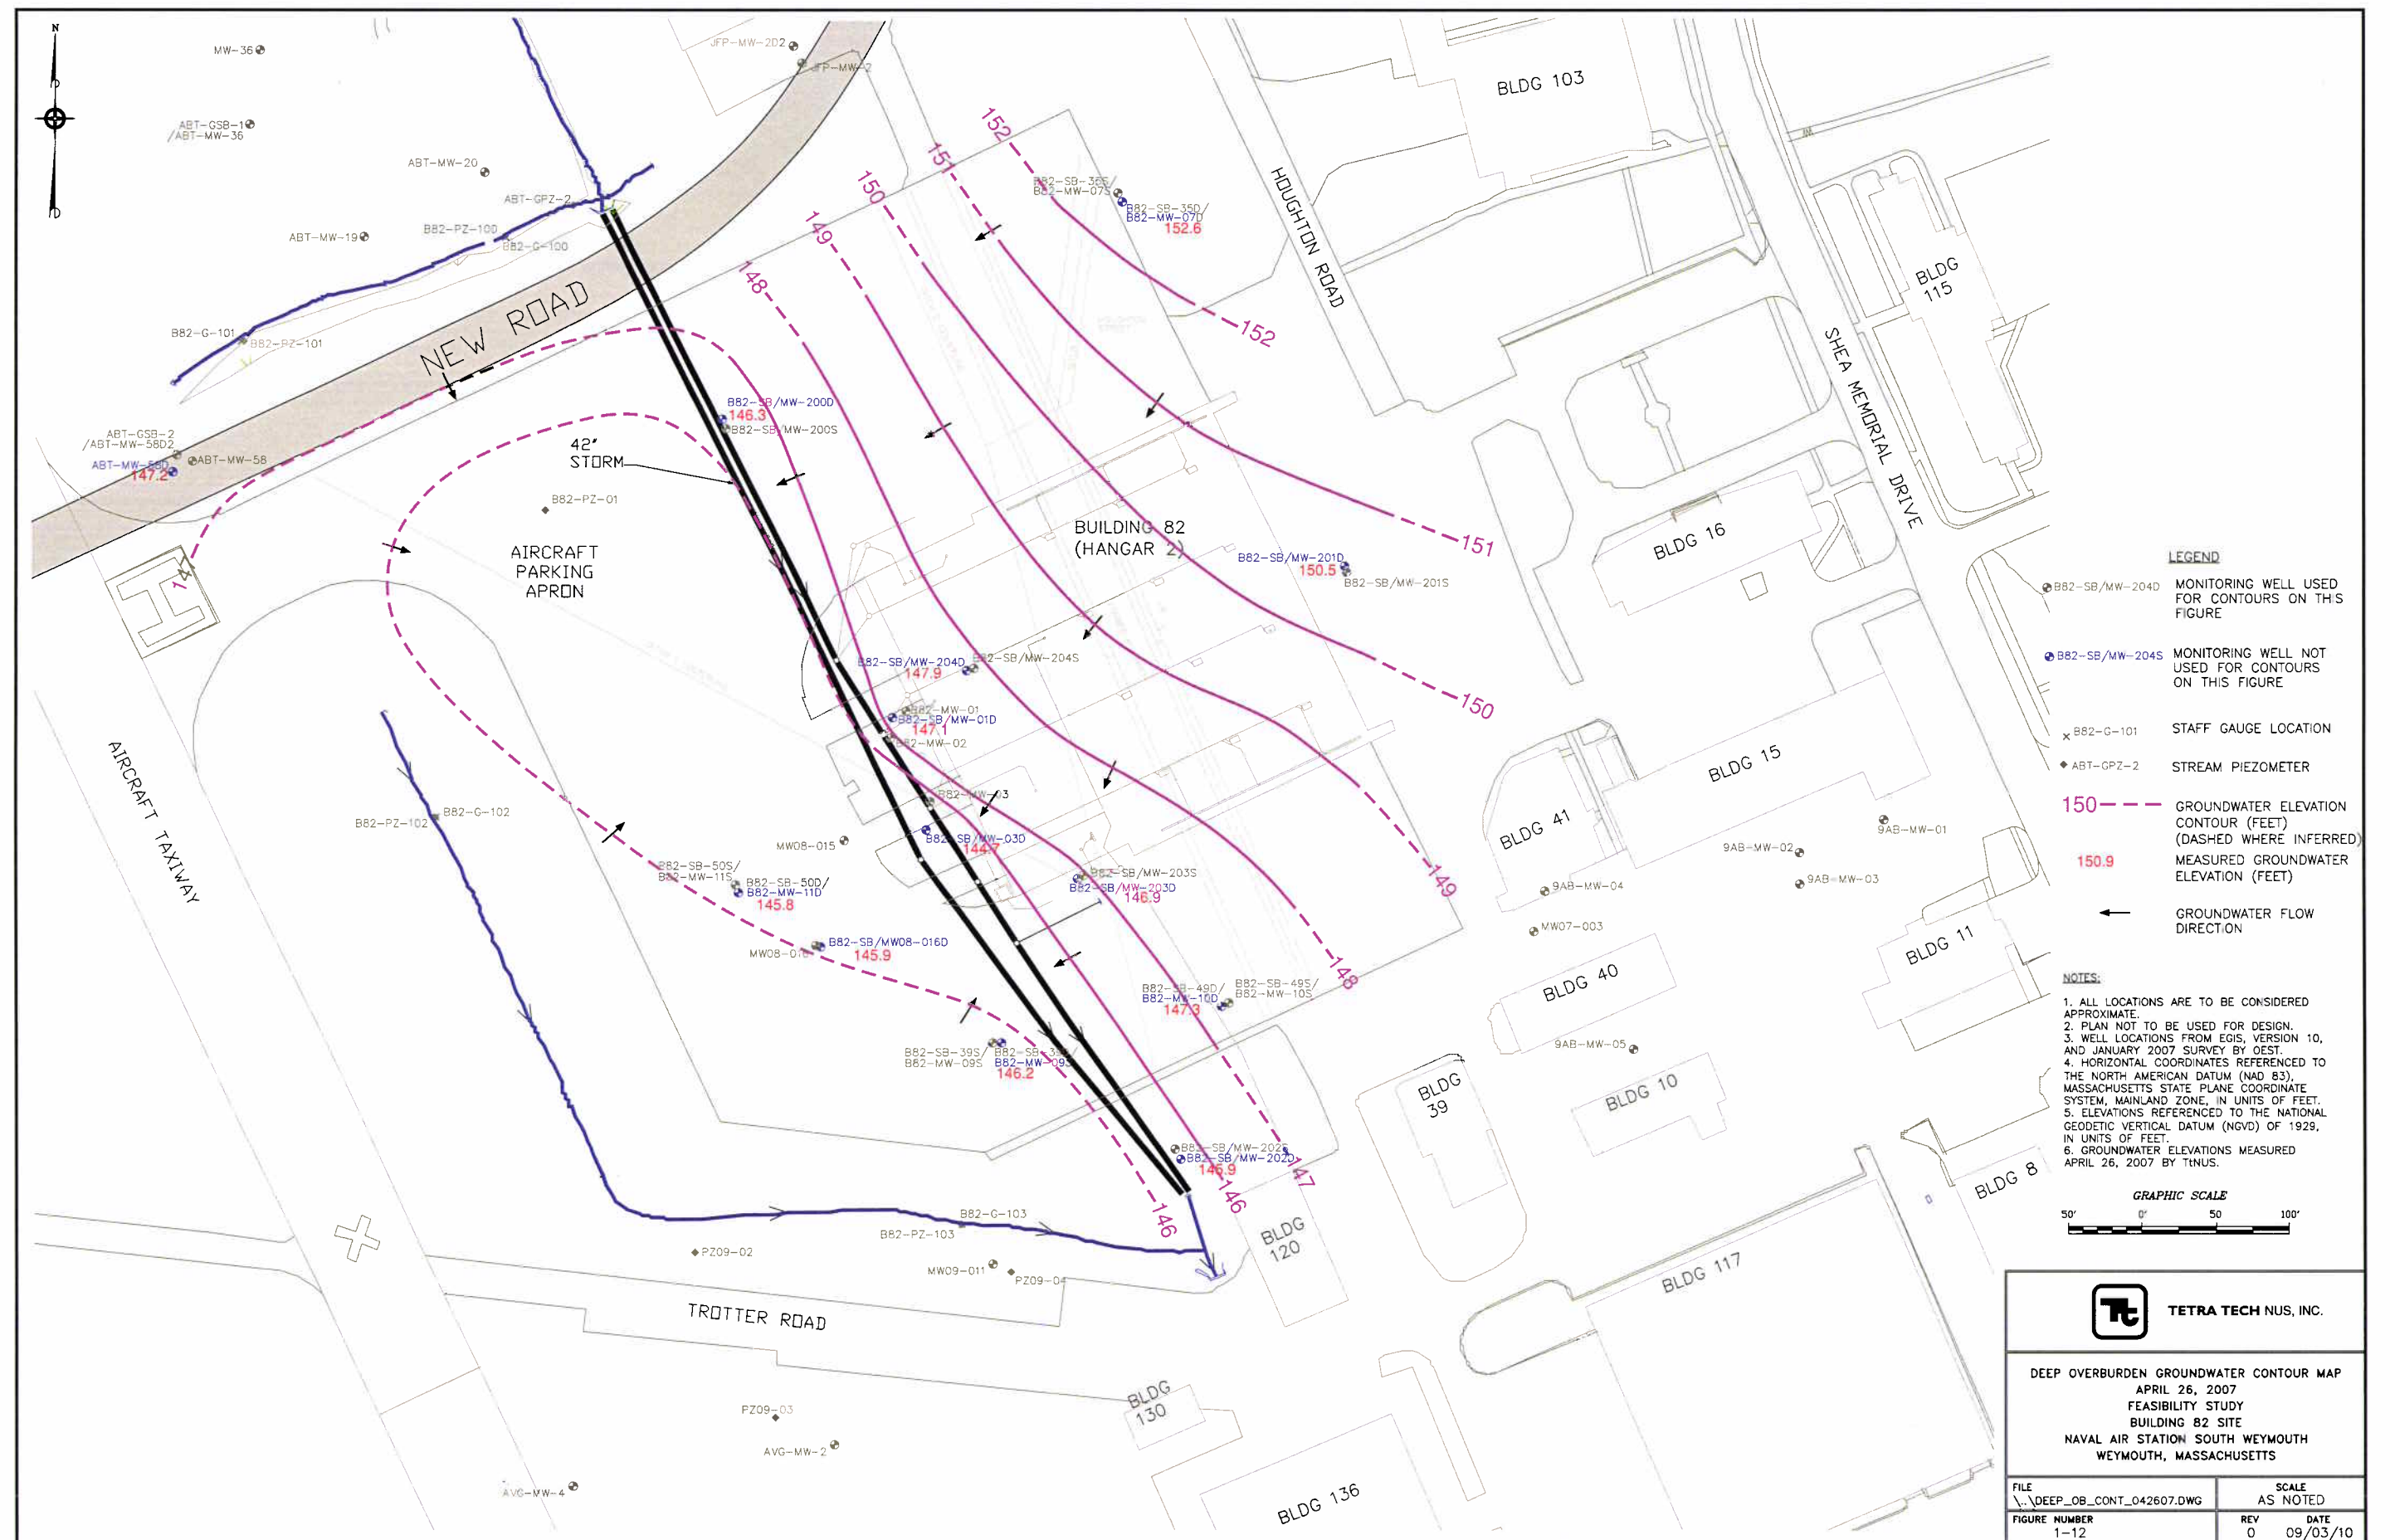 N
MW-36
JFP-MW-2D2
JFP-MW-2
ABT-GSB-1
/ABT-MW-36
ABT-MW-20
ABT-GPZ-2
ABT-MW-19
B82-PZ-100
B82-G-100
B82-G-101
B82-PZ-101
NEW ROAD
ABT-GSB-2
/ABT-MW-58D2
ABT-MW-58D
147.2
ABT-MW-58
147
152
151
150
149
148
B82-SB-35S/
B82-MW-07S
B82-SB-35D/
B82-MW-07D
152.6
BLDG 103
HOUGHTON ROAD
BLDG
115
SHEA MEMORIAL DRIVE
152
B82-SB/MW-200D
146.3
B82-SB/MW-200S
42"
STORM
B82-PZ-01
AIRCRAFT
PARKING
APRON
BUILDING 82
(HANGAR 2)
B82-SB/MW-201D
150.5
B82-SB/MW-201S
151
BLDG 16
B82-SB/MW-204D
147.9
B82-SB/MW-204S
B82-MW-01
B82-SB/MW-01D
147.1
B82-MW-02
150
AIRCRAFT TAXIWAY
B82-PZ-102
B82-G-102
MW08-015
B82-MW-03
B82-SB/MW-03D
144.7
B82-SB-50S/
B82-MW-11S
B82-SB-50D/
B82-MW-11D
145.8
B82-SB/MW-203S
B82-SB/MW-203D
146.9
BLDG 41
BLDG 15
9AB-MW-01
9AB-MW-02
9AB-MW-03
9AB-MW-04
149
MW07-003
BLDG 11
MW08-016
B82-SB/MW08-016D
145.9
148
BLDG 40
B82-SB-49D/
B82-MW-10D
147.3
B82-SB-49S/
B82-MW-10S
B82-SB-39S/
B82-MW-09S
B82-MW-09S
146.2
9AB-MW-05
BLDG
39
BLDG 10
B82-SB/MW-202S
B82-SB/MW-202D
145.9
147
146
146
BLDG
120
BLDG 8
B82-G-103
B82-PZ-103
PZ09-02
MW09-011
PZ09-04
TROTTER ROAD
BLDG 117
BLDG
130
PZ09-03
AVG-MW-2
AVG-MW-4
BLDG 136
LEGEND
B82-SB/MW-204D MONITORING WELL USED
FOR CONTOURS ON THIS
FIGURE
B82-SB/MW-204S MONITORING WELL NOT
USED FOR CONTOURS
ON THIS FIGURE
B82-G-101 STAFF GAUGE LOCATION
ABT-GPZ-2 STREAM PIEZOMETER
150 GROUNDWATER ELEVATION
CONTOUR (FEET)
(DASHED WHERE INFERRED)
150.9 MEASURED GROUNDWATER
ELEVATION (FEET)
GROUNDWATER FLOW
DIRECTION
NOTES:
1. ALL LOCATIONS ARE TO BE CONSIDERED
APPROXIMATE.
2. PLAN NOT TO BE USED FOR DESIGN.
3. WELL LOCATIONS FROM EGIS, VERSION 10,
AND JANUARY 2007 SURVEY BY OEST.
4. HORIZONTAL COORDINATES REFERENCED TO
THE NORTH AMERICAN DATUM (NAD 83),
MASSACHUSETTS STATE PLANE COORDINATE
SYSTEM, MAINLAND ZONE, IN UNITS OF FEET.
5. ELEVATIONS REFERENCED TO THE NATIONAL
GEODETIC VERTICAL DATUM (NGVD) OF 1929,
IN UNITS OF FEET.
6. GROUNDWATER ELEVATIONS MEASURED
APRIL 26, 2007 BY TtNUS.
GRAPHIC SCALE
50' 0' 50 100'
Tt
TETRA TECH NUS, INC.
DEEP OVERBURDEN GROUNDWATER CONTOUR MAP
APRIL 26, 2007
FEASIBILITY STUDY
BUILDING 82 SITE
NAVAL AIR STATION SOUTH WEYMOUTH
WEYMOUTH, MASSACHUSETTS
FILE
\..\DEEP_OB_CONT_042607.DWG
SCALE
AS NOTED
FIGURE NUMBER
1-12
REV
0
DATE
09/03/10